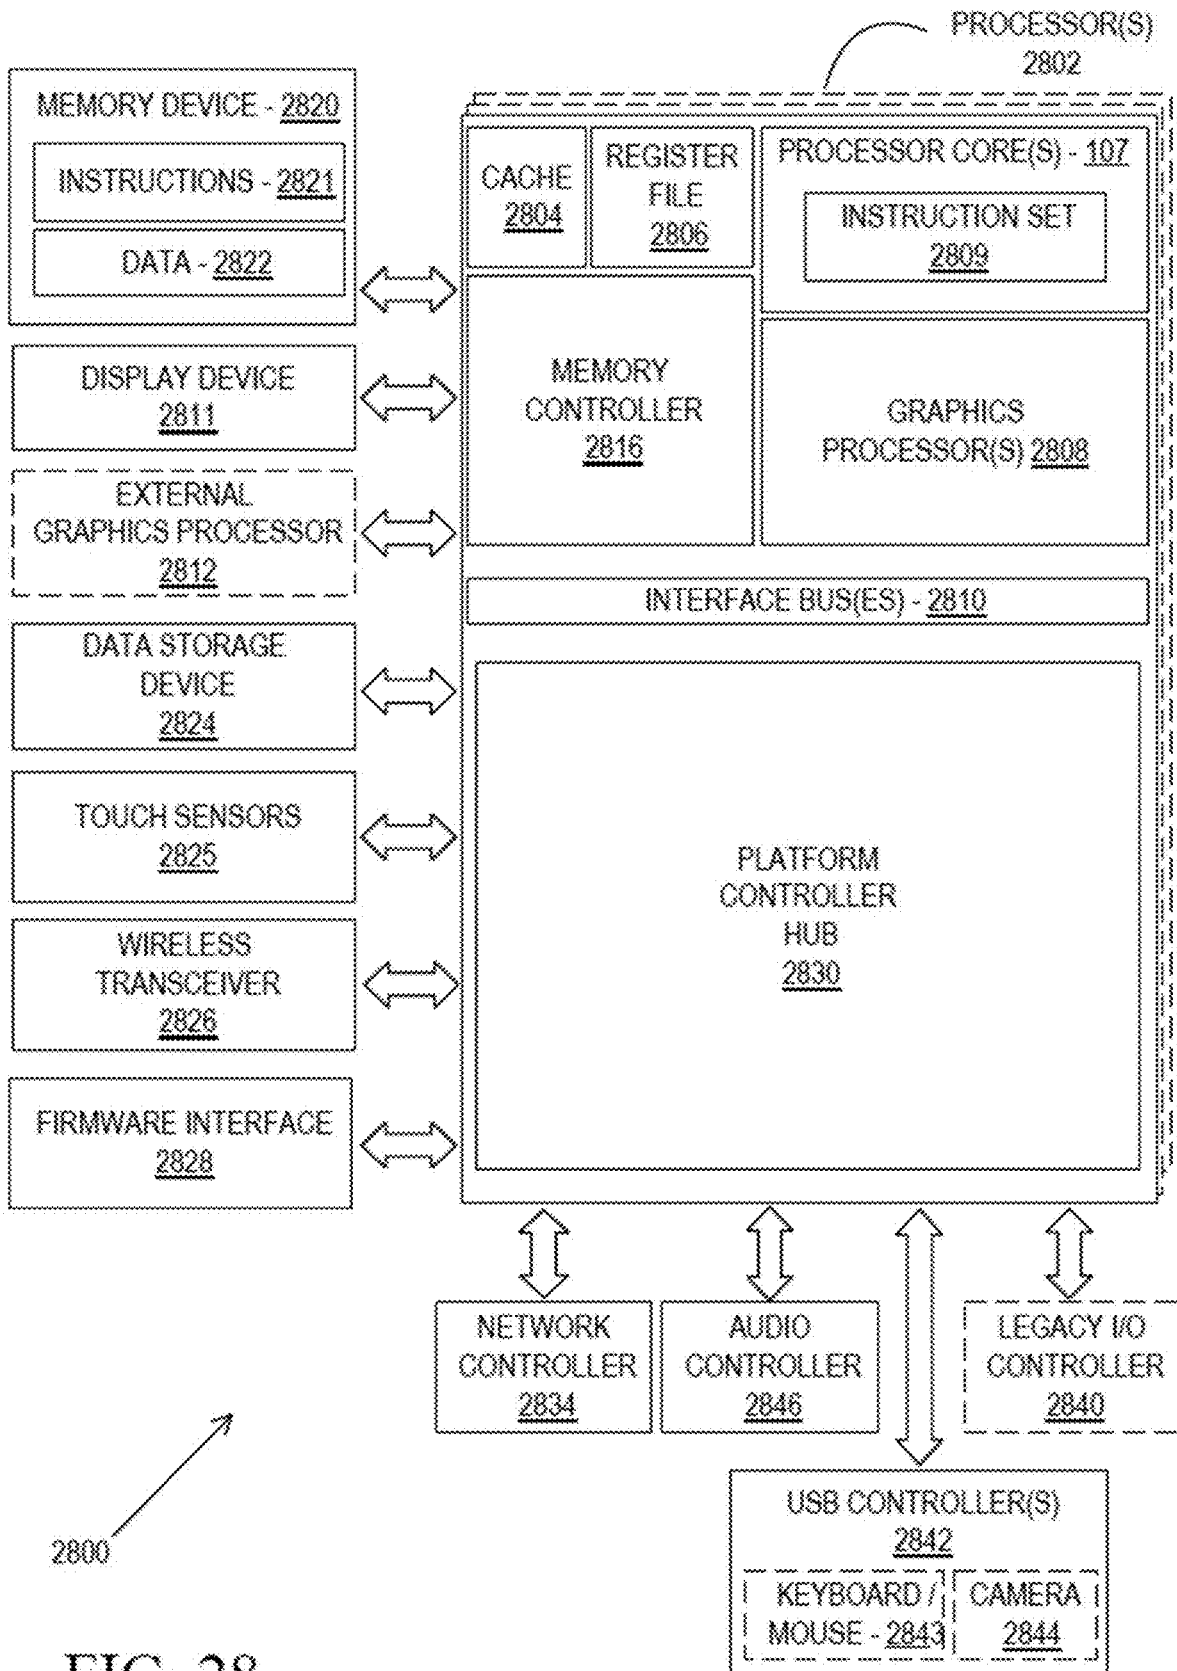 PROCESSOR(S)
2802
MEMORY DEVICE - 2820
INSTRUCTIONS - 2821
DATA - 2822
CACHE
2804
REGISTER
FILE
2806
PROCESSOR CORE(S) - 107
INSTRUCTION SET
2809
DISPLAY DEVICE
2811
MEMORY
CONTROLLER
2816
GRAPHICS
PROCESSOR(S) 2808
EXTERNAL
GRAPHICS PROCESSOR
2812
INTERFACE BUS(ES) - 2810
DATA STORAGE
DEVICE
2824
TOUCH SENSORS
2825
PLATFORM
CONTROLLER
HUB
2830
WIRELESS
TRANSCEIVER
2826
FIRMWARE INTERFACE
2828
NETWORK
CONTROLLER
2834
AUDIO
CONTROLLER
2846
LEGACY I/O
CONTROLLER
2840
USB CONTROLLER(S)
2842
KEYBOARD /
MOUSE - 2843
CAMERA
2844
2800
FIG. 28